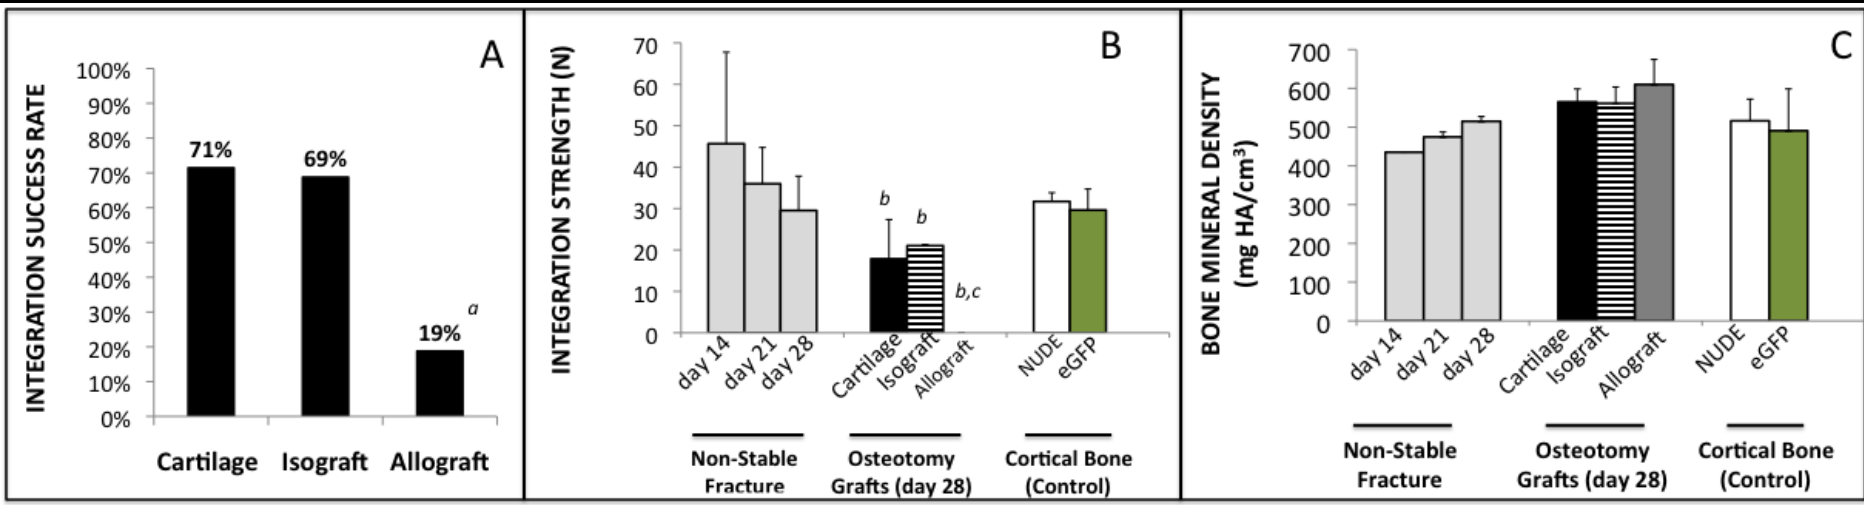 A
INTEGRATION SUCCESS RATE
100%
90%
80%
70%
60%
50%
40%
30%
20%
10%
0%
71%
69%
19%
a
Cartilage Isograft Allograft
B
INTEGRATION STRENGTH (N)
70
60
50
40
30
20
10
0
b
b
b,c
day 14
day 21
day 28
Cartilage
Isograft
Allograft
NUDE
eGFP
Non-Stable
Fracture
Osteotomy
Grafts (day 28)
Cortical Bone
(Control)
C
BONE MINERAL DENSITY
(mg HA/cm³)
700
600
500
400
300
200
100
0
day 14
day 21
day 28
Cartilage
Isograft
Allograft
NUDE
eGFP
Non-Stable
Fracture
Osteotomy
Grafts (day 28)
Cortical Bone
(Control)